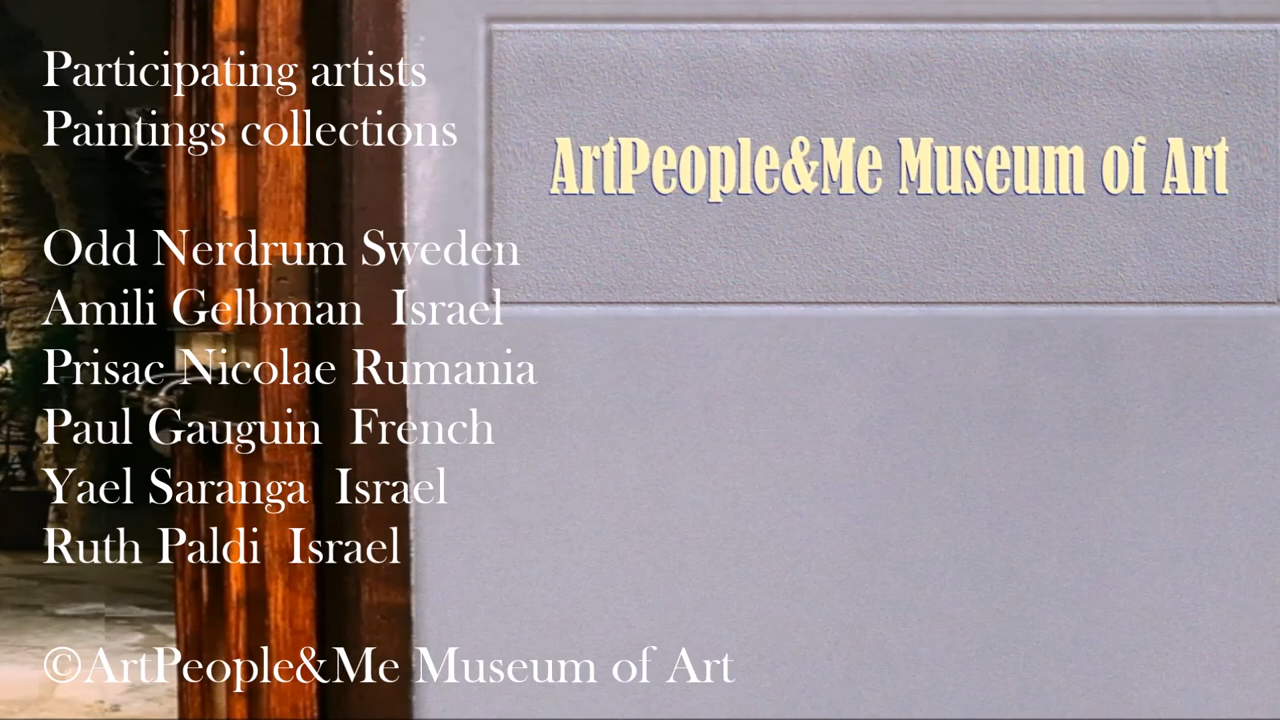 Participating artists
Paintings collections
ArtPeople&Me Museum of Art
Odd Nerdrum Sweden
Amili Gelbman Israel
Prisac Nicolae Rumania
Paul Gauguin French
Yael Saranga Israel
Ruth Paldi Israel
©ArtPeople&Me Museum of Art